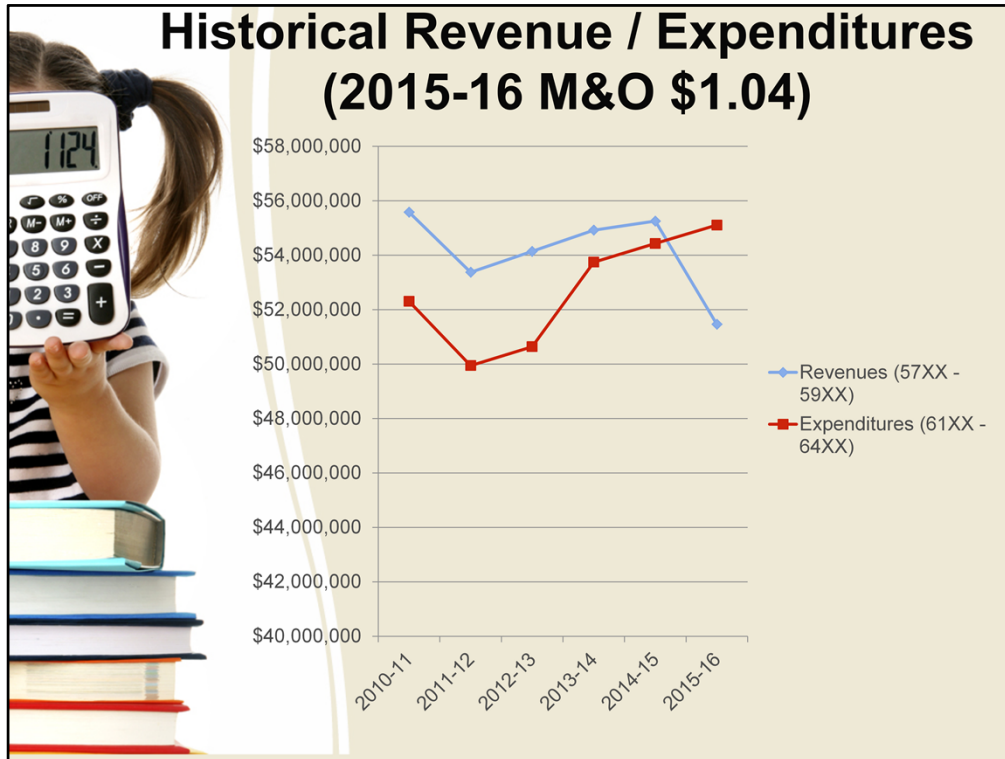 Historical Revenue / Expenditures
(2015-16 M&O $1.04)
1124.
√ % OFF
M- M+ ÷
8 9 X
5 6 −
2 3 +
• =
$58,000,000
$56,000,000
$54,000,000
$52,000,000
$50,000,000
$48,000,000
$46,000,000
$44,000,000
$42,000,000
$40,000,000
2010-11
2011-12
2012-13
2013-14
2014-15
2015-16
Revenues (57XX -
59XX)
Expenditures (61XX -
64XX)